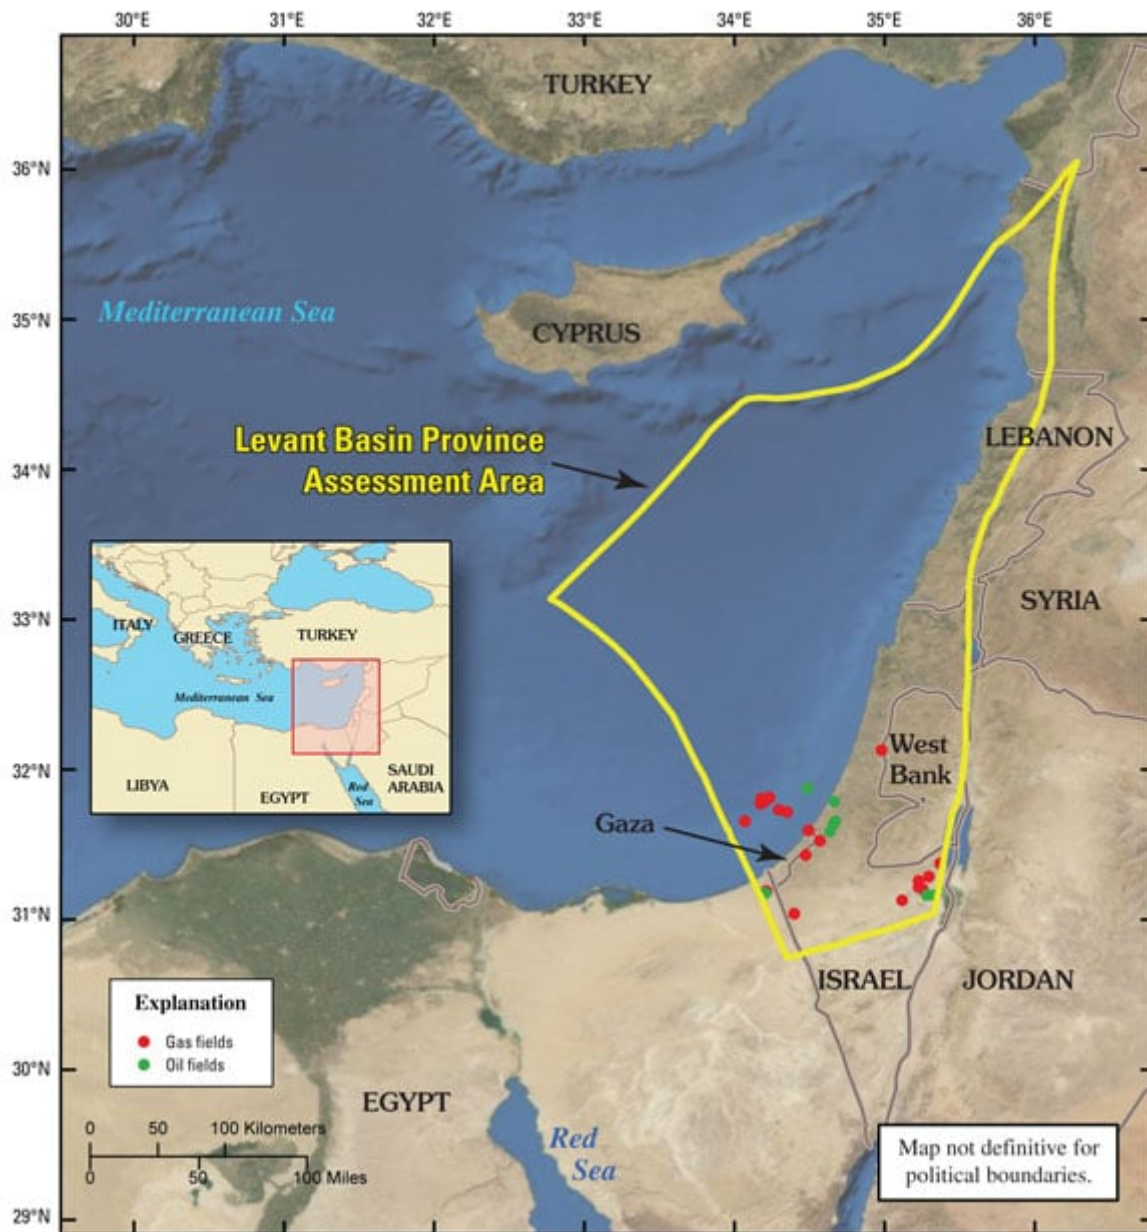 30°E 31°E 32°E 33°E 34°E 35°E 36°E
TURKEY
36°N
Mediterranean Sea
35°N
CYPRUS
Levant Basin Province
Assessment Area
LEBANON
34°N
33°N
SYRIA
ITALY
GREECE
TURKEY
Mediterranean Sea
LIBYA
EGYPT
Red
Sea
SAUDI
ARABIA
West
Bank
32°N
Gaza
31°N
ISRAEL
JORDAN
Explanation
Gas fields
Oil fields
30°N
EGYPT
0 50 100 Kilometers
0 50 100 Miles
Red
Sea
Map not definitive for
political boundaries.
29°N